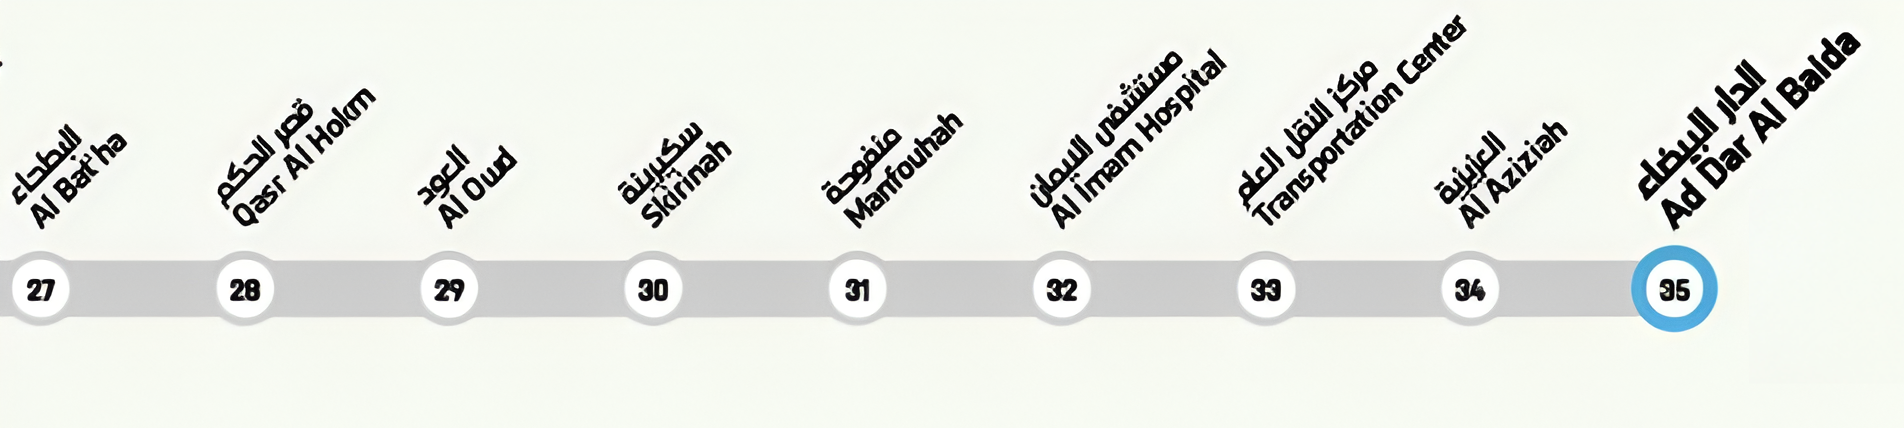 البطحاء
Al Bat'ha
قصر الحكم
Qasr Al Hokm
العود
Al Oud
سكيرينة
Skirinah
منفوحة
Manfouhah
مستشفى الإيمان
Al Imam Hospital
مركز النقل العام
Transportation Center
العزيزية
Al Aziziah
الدار البيضاء
Ad Dar Al Baida
27
28
29
30
31
32
33
34
35